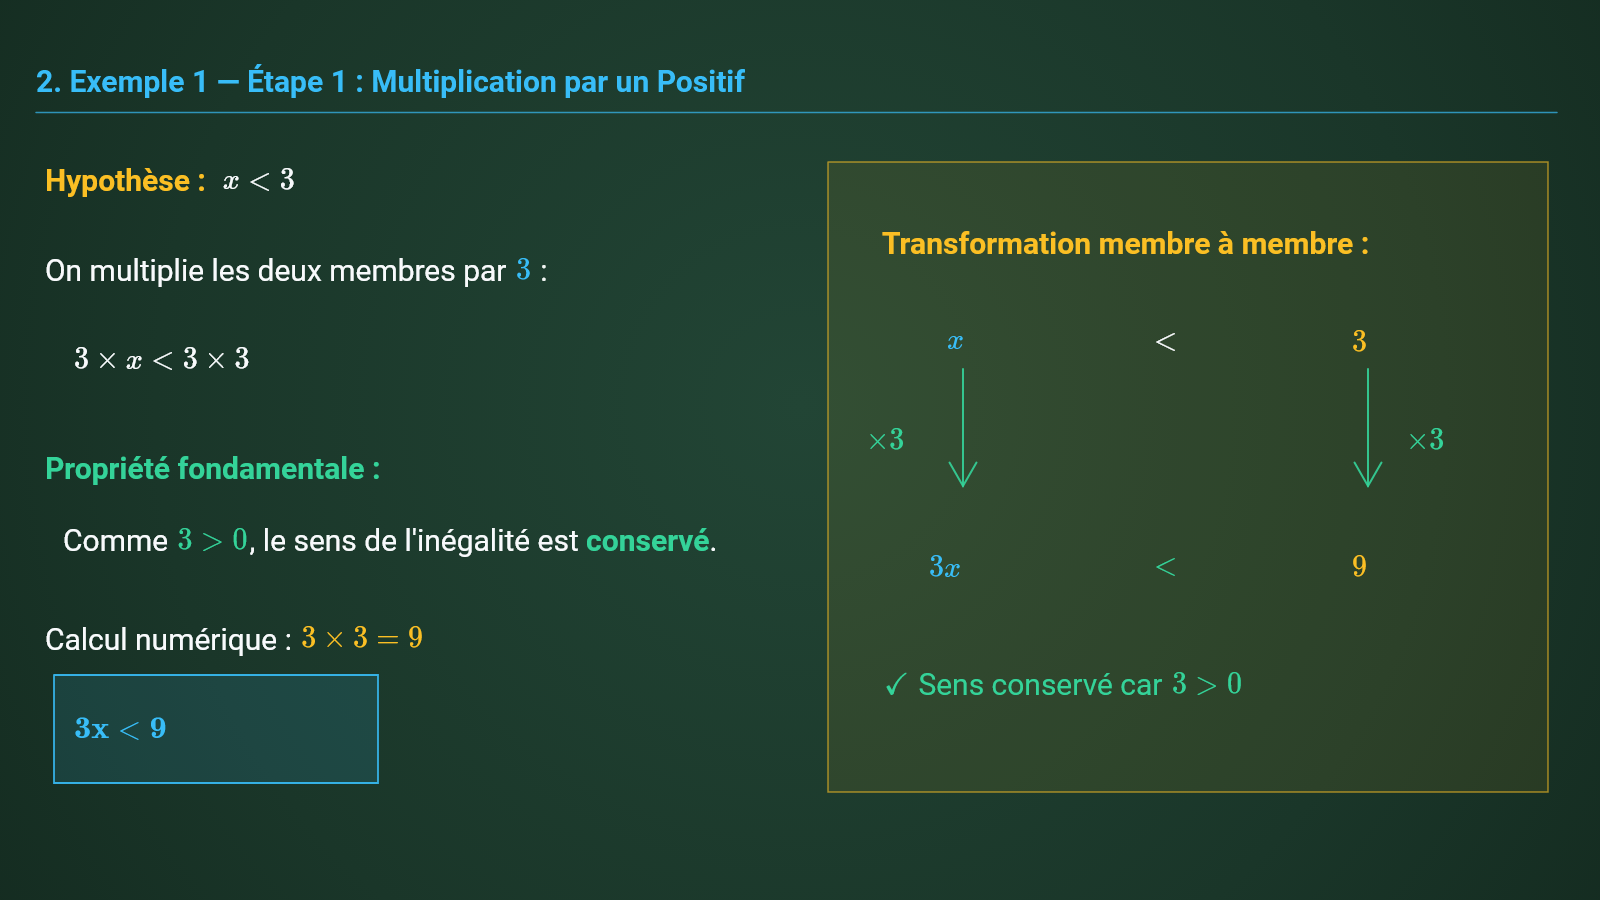 2. Exemple 1 — Étape 1 : Multiplication par un Positif
Hypothèse : x < 3
On multiplie les deux membres par 3 :
3 × x < 3 × 3
Propriété fondamentale :
Comme 3 > 0, le sens de l'inégalité est conservé.
Calcul numérique : 3 × 3 = 9
3x < 9
Transformation membre à membre :
x < 3
×3 ×3
3x < 9
✓ Sens conservé car 3 > 0